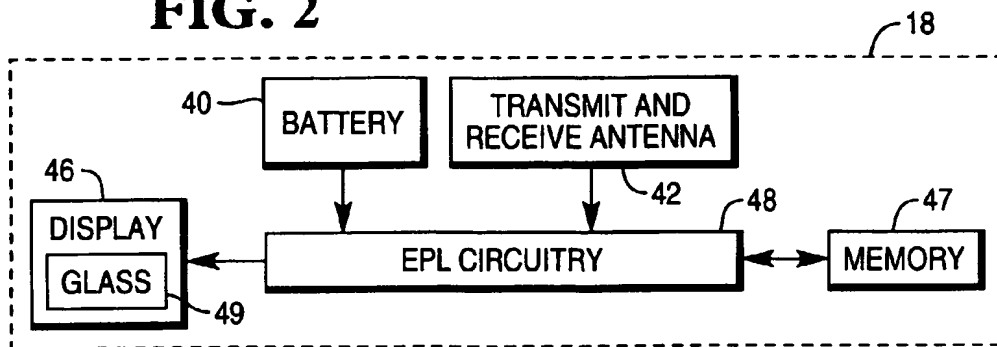 FIG. 2
18
40
BATTERY
TRANSMIT AND
RECEIVE ANTENNA
42
46
DISPLAY
GLASS
49
EPL CIRCUITRY
48
47
MEMORY